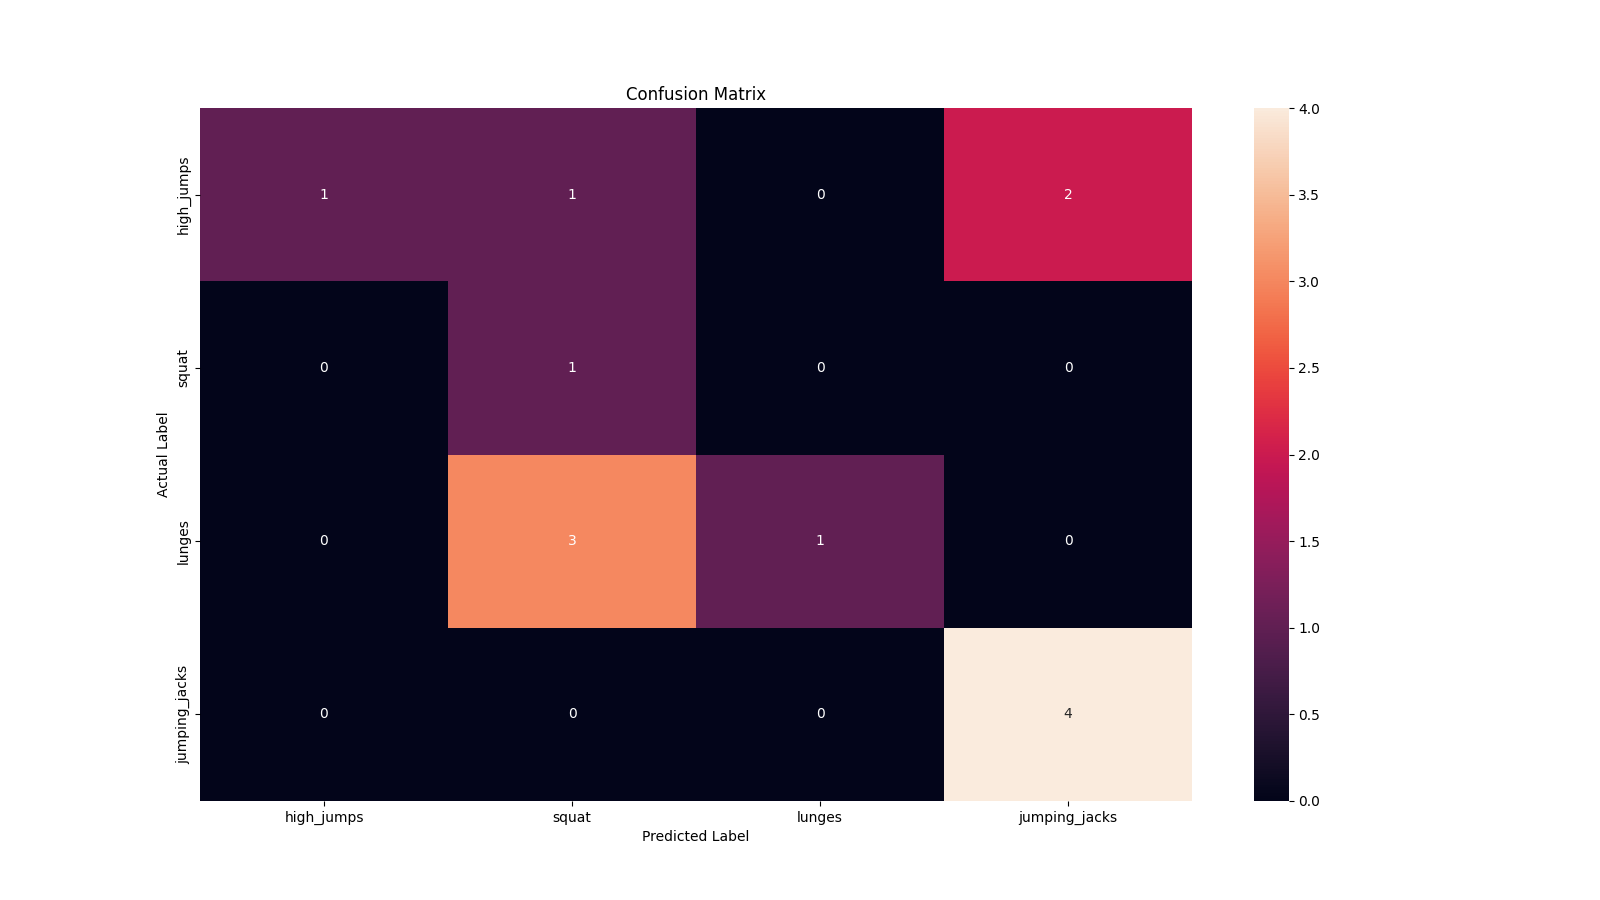 Confusion Matrix
Actual Label
high_jumps 1 1 0 2
squat 0 1 0 0
lunges 0 3 1 0
jumping_jacks 0 0 0 4
high_jumps squat lunges jumping_jacks
Predicted Label
4.0
3.5
3.0
2.5
2.0
1.5
1.0
0.5
0.0